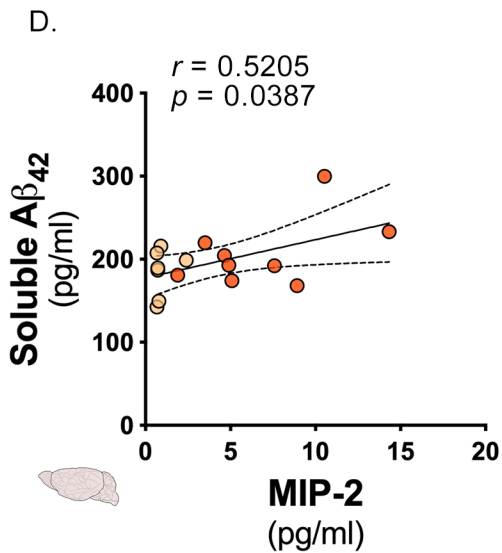 D.
r = 0.5205
p = 0.0387
400
300
200
100
0
Soluble Aβ42
(pg/ml)
0 5 10 15 20
MIP-2
(pg/ml)